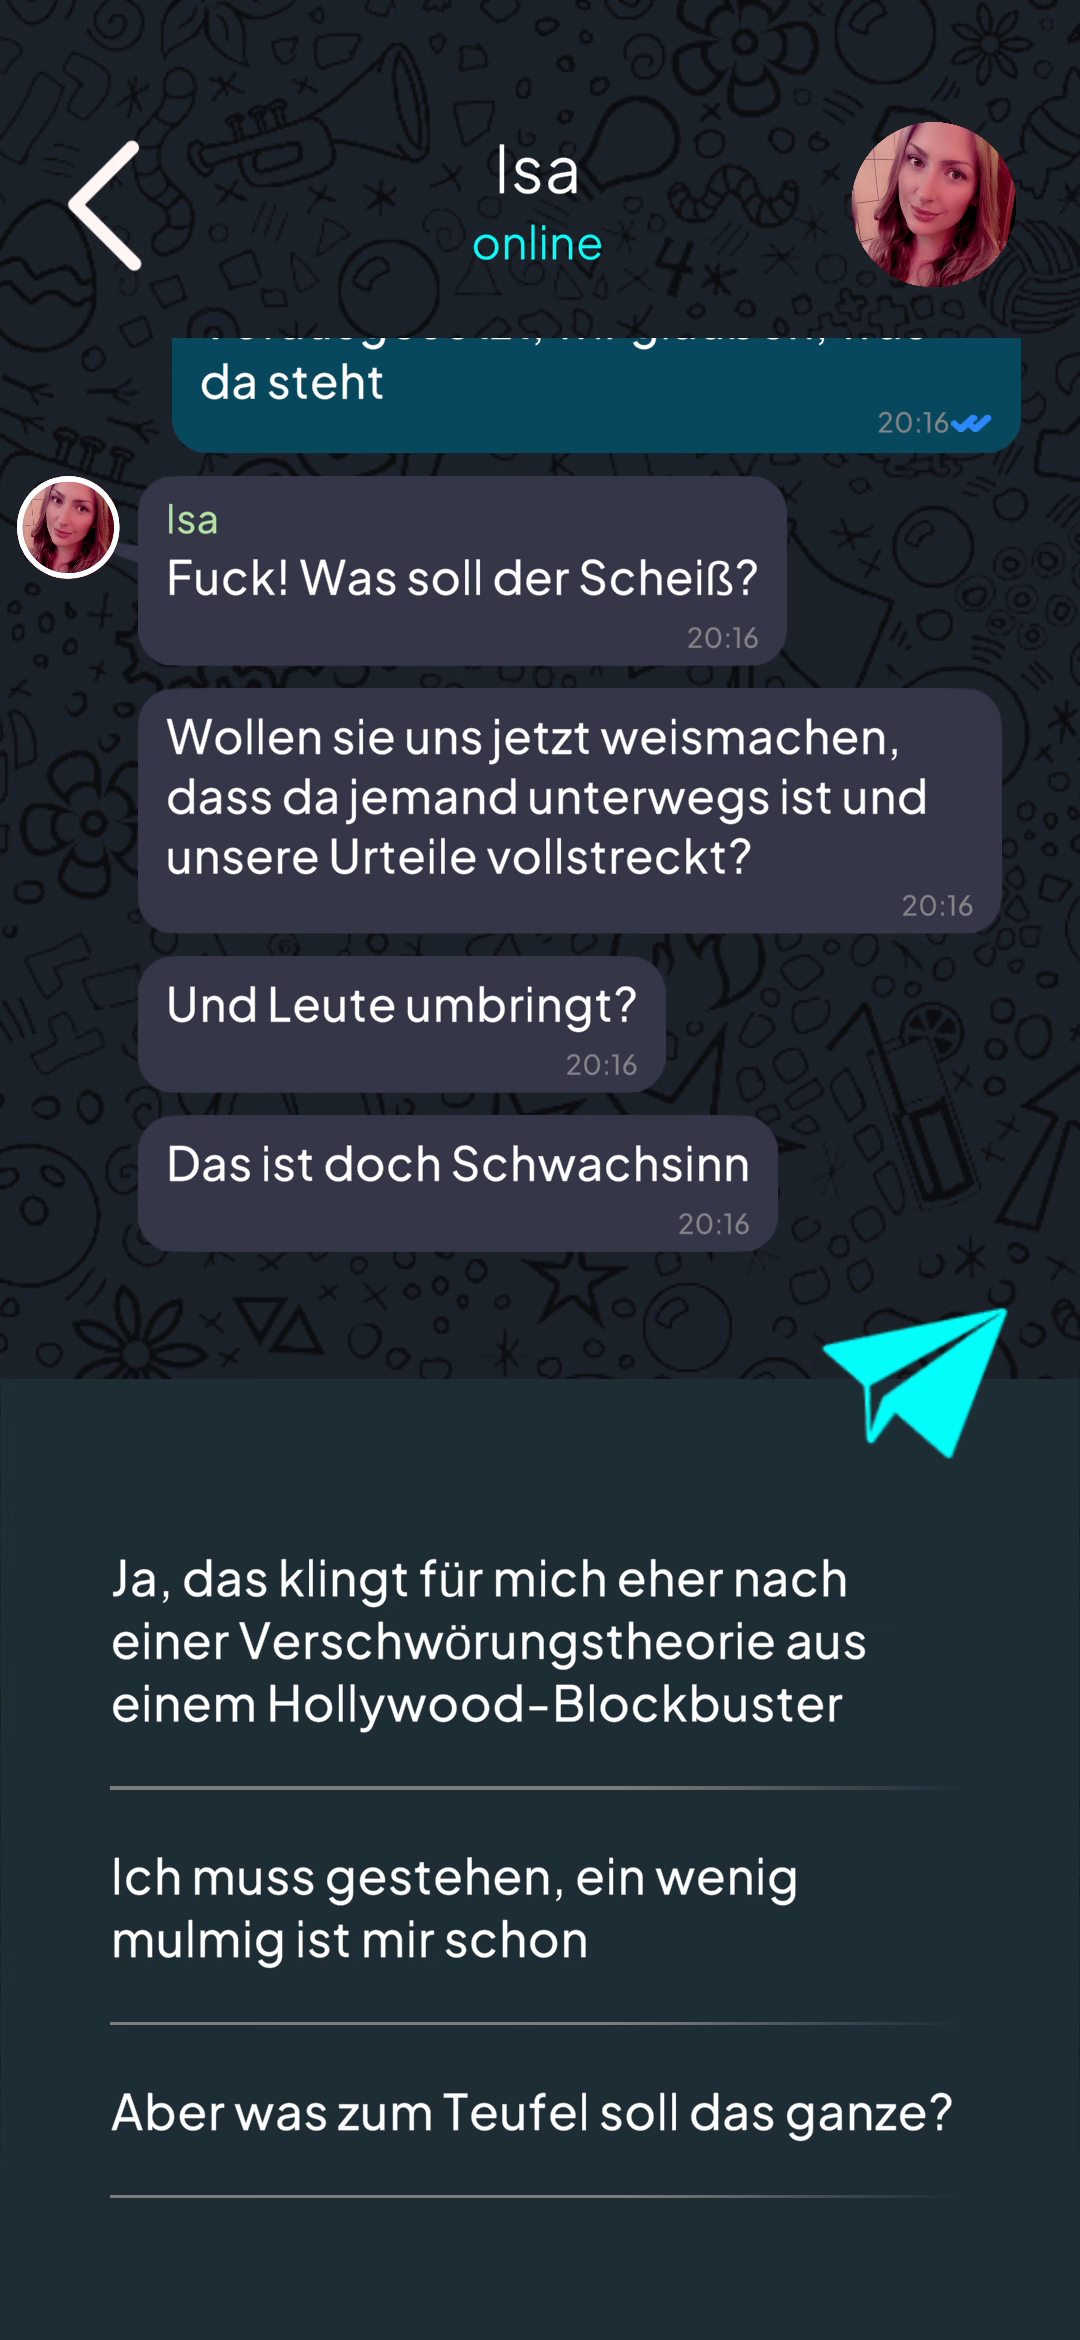 Isa
online
da steht
20:16
Isa
Fuck! Was soll der Scheiß?
20:16
Wollen sie uns jetzt weismachen,
dass da jemand unterwegs ist und
unsere Urteile vollstreckt?
20:16
Und Leute umbringt?
20:16
Das ist doch Schwachsinn
20:16
Ja, das klingt für mich eher nach
einer Verschwörungstheorie aus
einem Hollywood-Blockbuster
Ich muss gestehen, ein wenig
mulmig ist mir schon
Aber was zum Teufel soll das ganze?